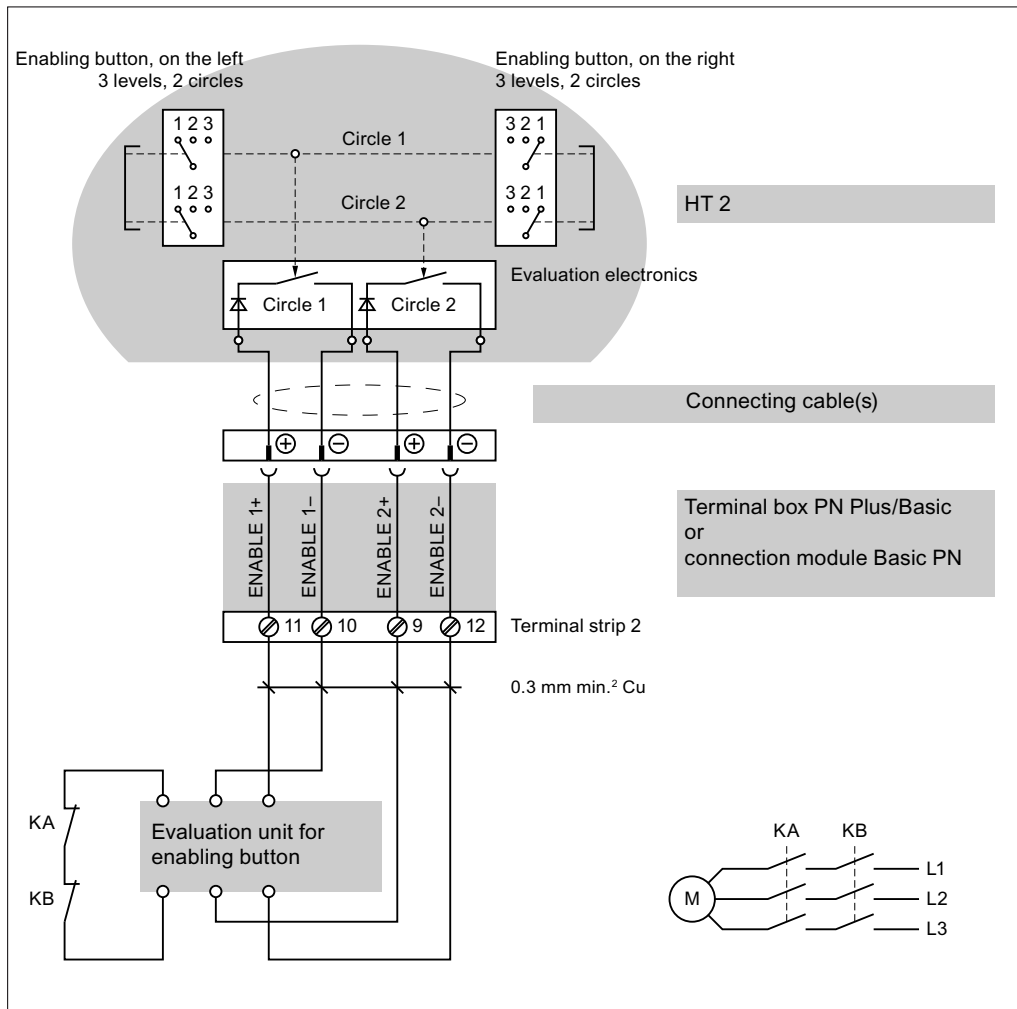 Enabling button, on the left
3 levels, 2 circles
Enabling button, on the right
3 levels, 2 circles
1 2 3
3 2 1
Circle 1
1 2 3
3 2 1
Circle 2
HT 2
Evaluation electronics
Circle 1
Circle 2
Connecting cable(s)
+
−
+
−
ENABLE 1+
ENABLE 1–
ENABLE 2+
ENABLE 2–
Terminal box PN Plus/Basic
or
connection module Basic PN
11
10
9
12
Terminal strip 2
0.3 mm min.² Cu
KA
KB
Evaluation unit for
enabling button
KA
KB
M
L1
L2
L3